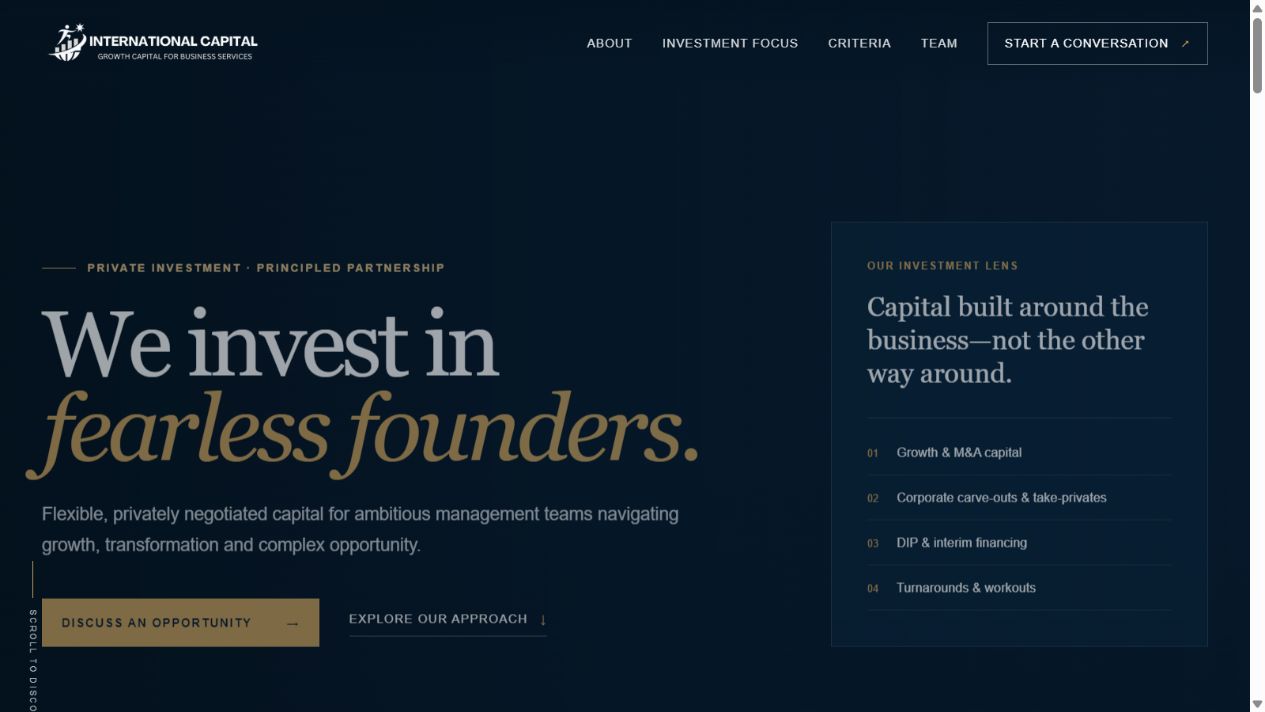 INTERNATIONAL CAPITAL
GROWTH CAPITAL FOR BUSINESS SERVICES
ABOUT
INVESTMENT FOCUS
CRITERIA
TEAM
START A CONVERSATION ↗
PRIVATE INVESTMENT · PRINCIPLED PARTNERSHIP
We invest in
fearless founders.
Flexible, privately negotiated capital for ambitious management teams navigating
growth, transformation and complex opportunity.
DISCUSS AN OPPORTUNITY →
EXPLORE OUR APPROACH ↓
SCROLL TO DISCO
OUR INVESTMENT LENS
Capital built around the
business—not the other
way around.
01 Growth & M&A capital
02 Corporate carve-outs & take-privates
03 DIP & interim financing
04 Turnarounds & workouts